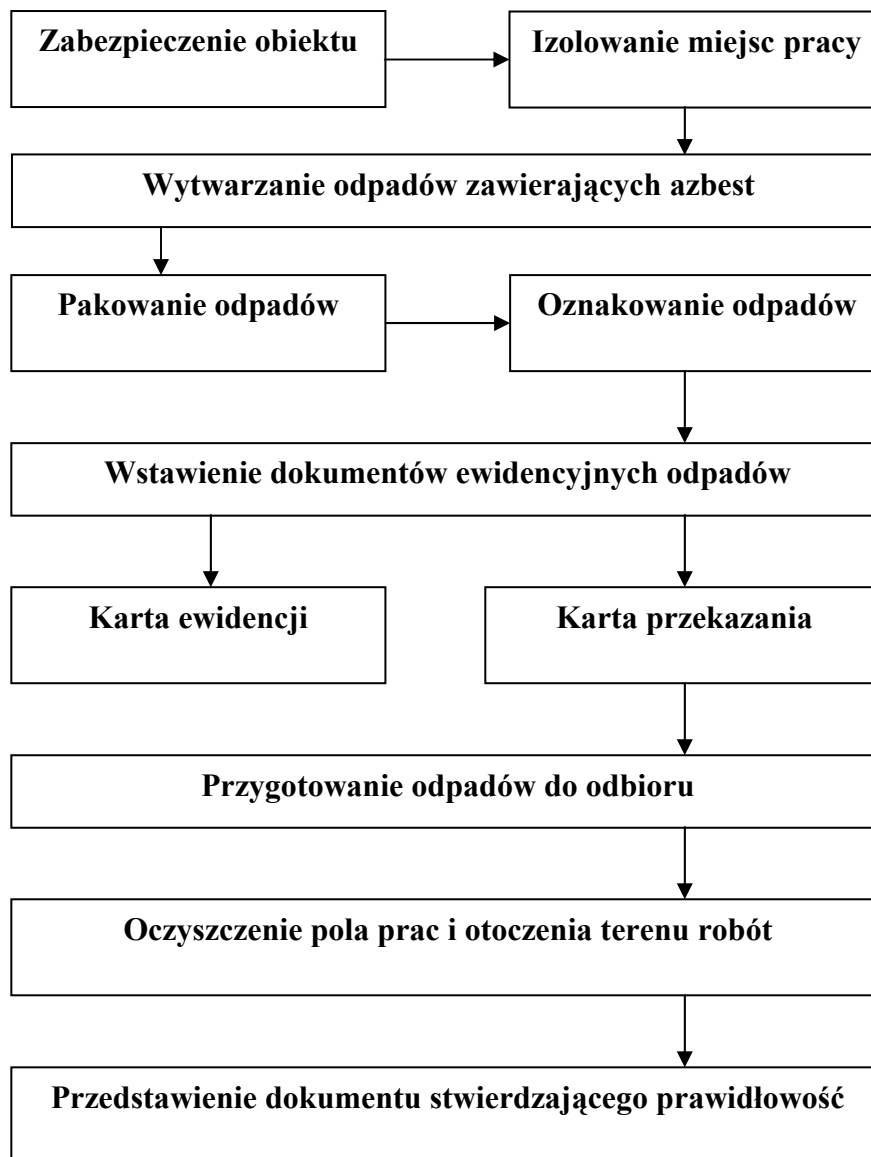 Zabezpieczenie obiektu
Izolowanie miejsc pracy
Wytwarzanie odpadów zawierających azbest
Pakowanie odpadów
Oznakowanie odpadów
Wstawienie dokumentów ewidencyjnych odpadów
Karta ewidencji
Karta przekazania
Przygotowanie odpadów do odbioru
Oczyszczenie pola prac i otoczenia terenu robót
Przedstawienie dokumentu stwierdzającego prawidłowość